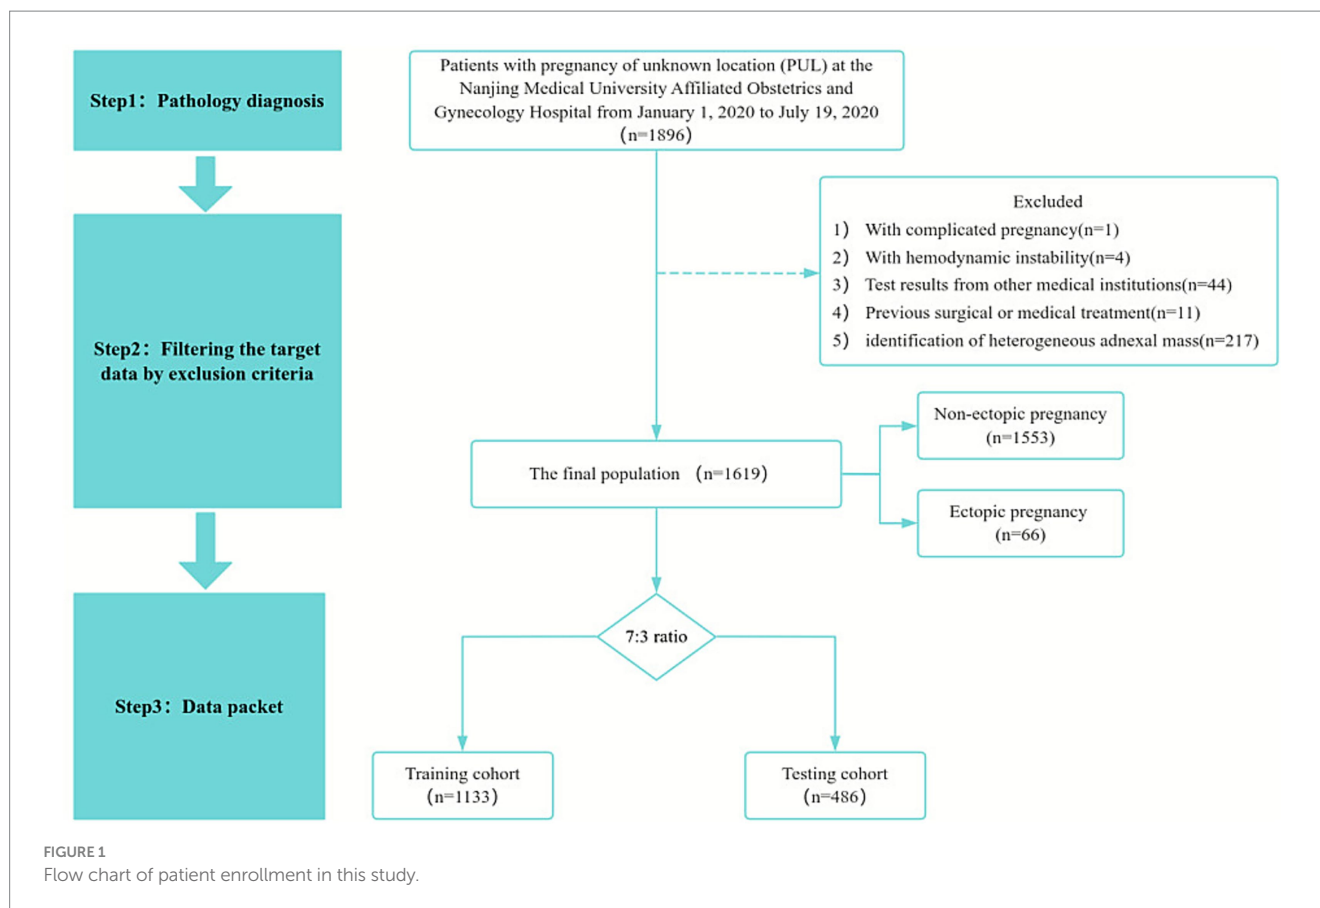 Step1：Pathology diagnosis
Patients with pregnancy of unknown location (PUL) at the
Nanjing Medical University Affiliated Obstetrics and
Gynecology Hospital from January 1, 2020 to July 19, 2020
（n=1896）
Excluded
1） With complicated pregnancy(n=1)
2） With hemodynamic instability(n=4)
3） Test results from other medical institutions(n=44)
4） Previous surgical or medical treatment(n=11)
5） identification of heterogeneous adnexal mass(n=217)
Step2：Filtering the target
data by exclusion criteria
Non-ectopic pregnancy
(n=1553)
The final population （n=1619）
Ectopic pregnancy
(n=66)
7:3 ratio
Step3：Data packet
Training cohort
（n=1133）
Testing cohort
（n=486）
FIGURE 1
Flow chart of patient enrollment in this study.